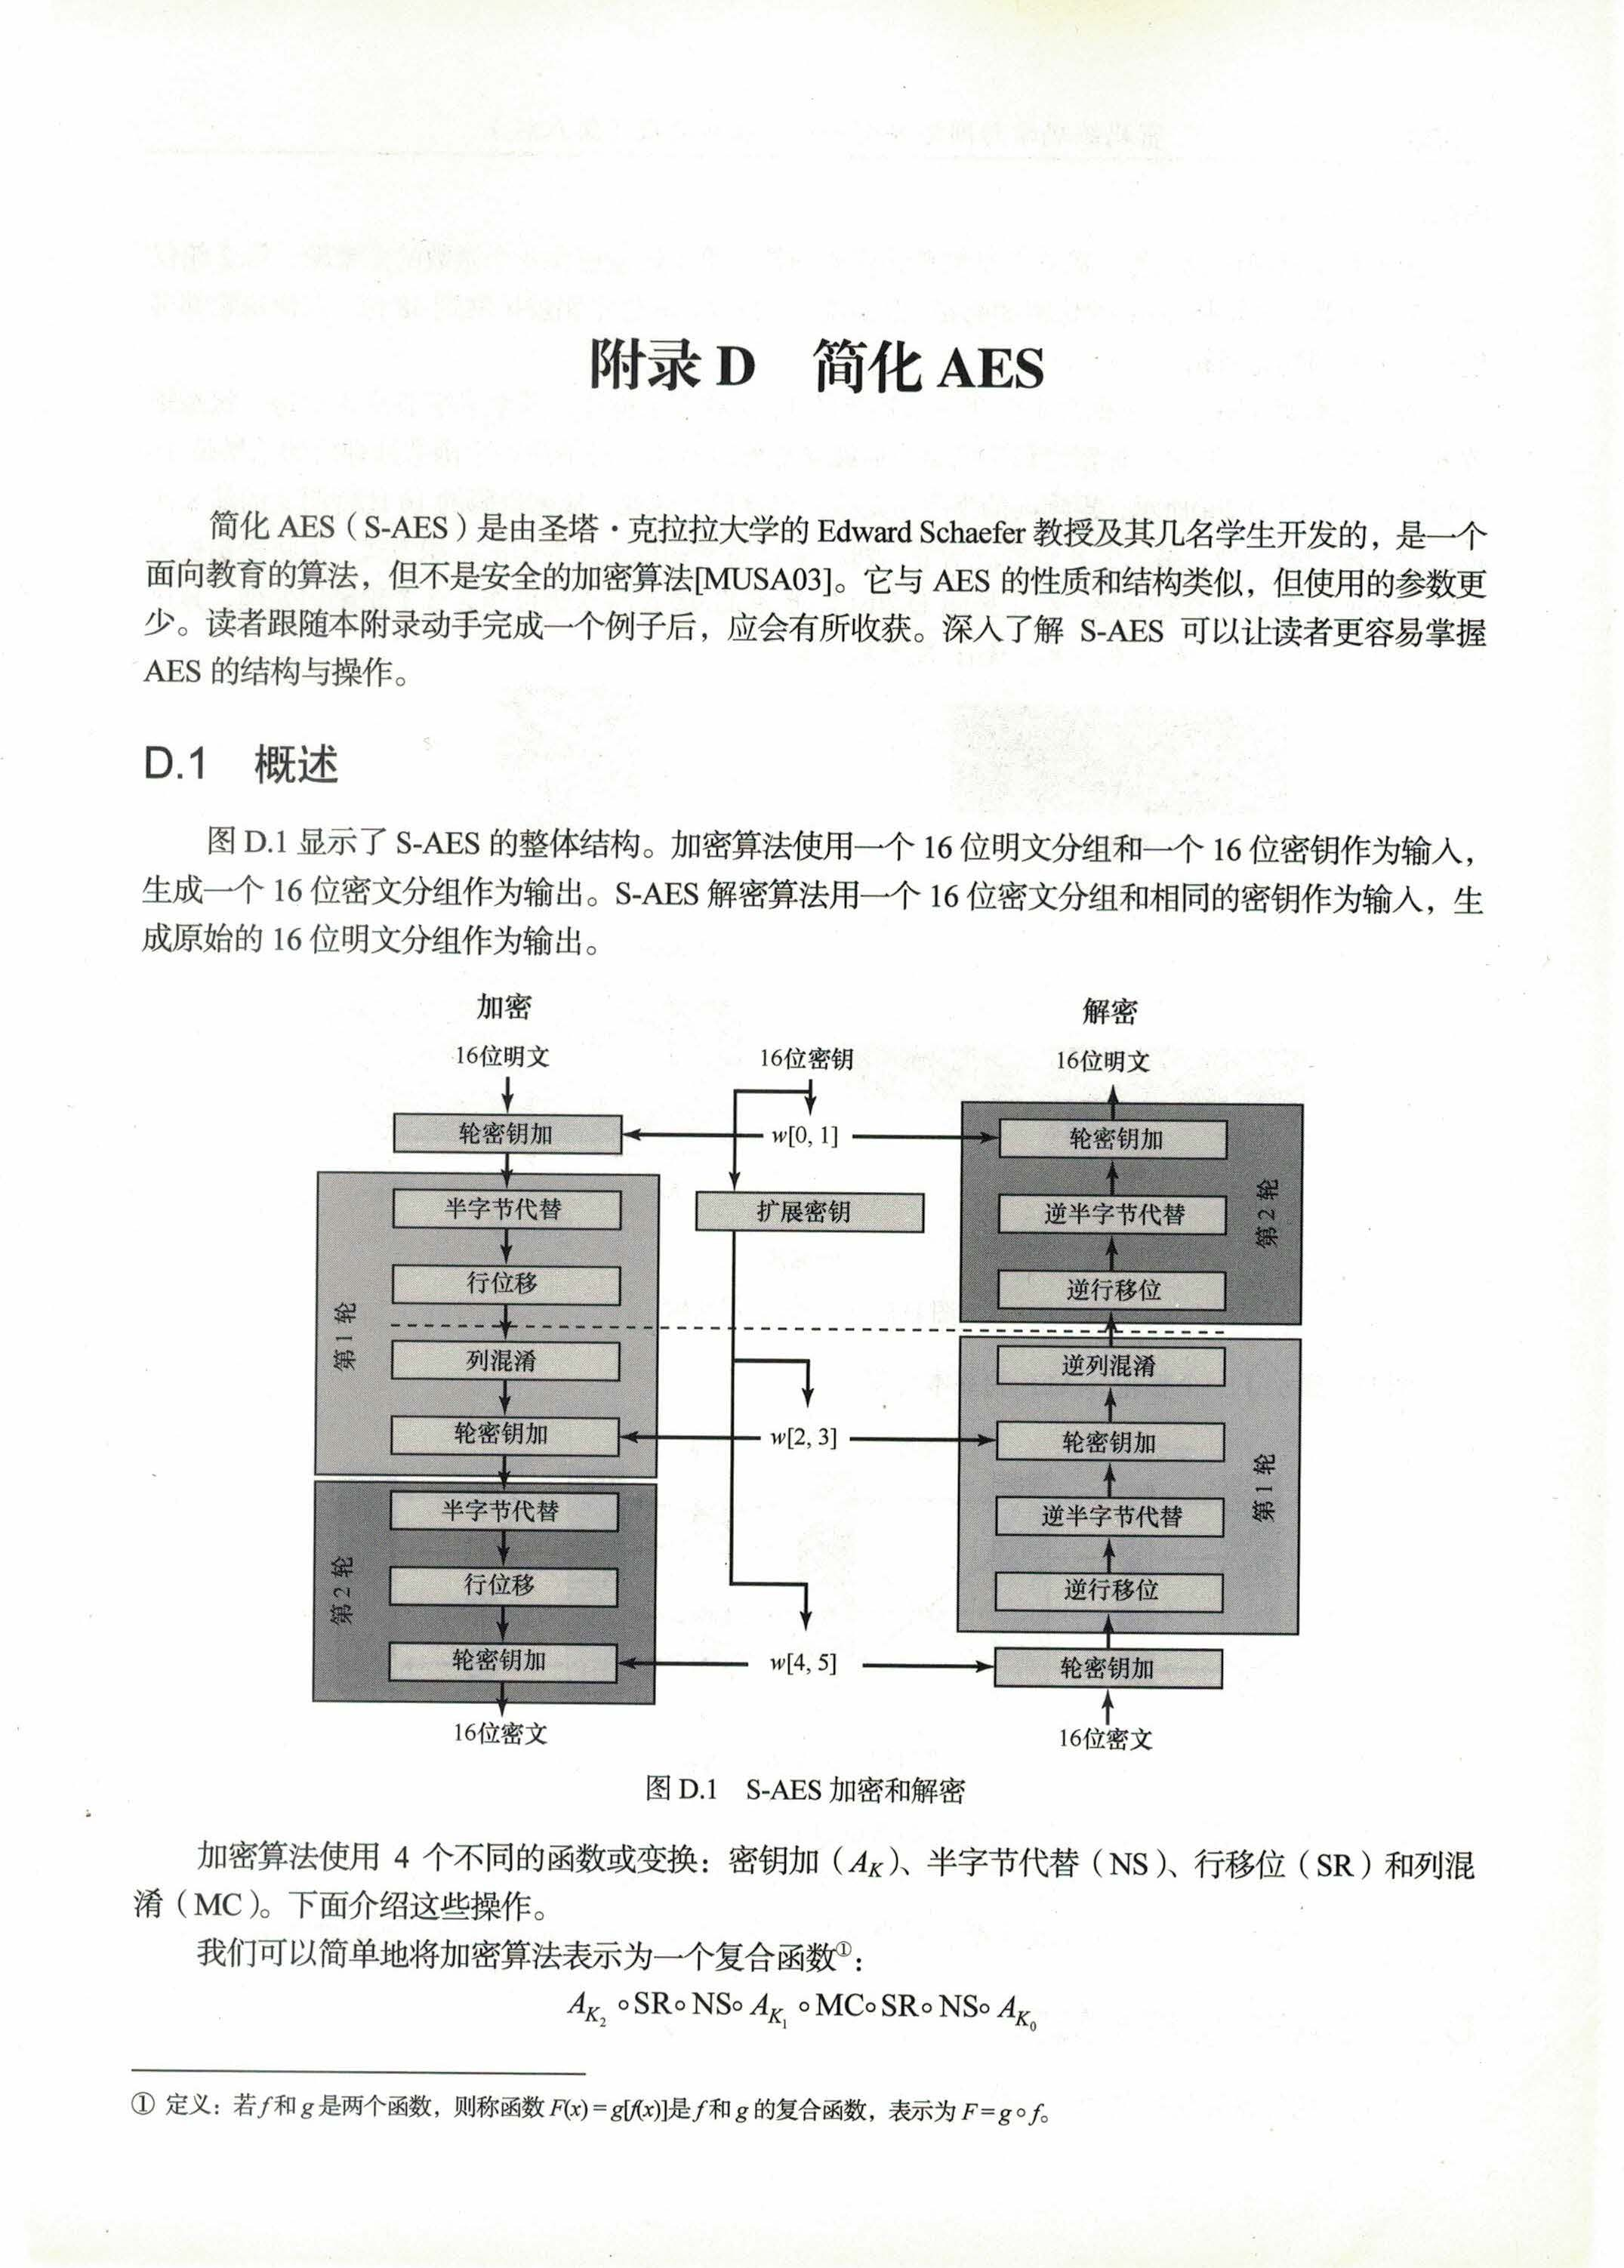 附录 D 简化 AES
简化 AES（S-AES）是由圣塔·克拉拉大学的 Edward Schaefer 教授及其几名学生开发的，是一个
面向教育的算法，但不是安全的加密算法[MUSA03]。它与 AES 的性质和结构类似，但使用的参数更
少。读者跟随本附录动手完成一个例子后，应会有所收获。深入了解 S-AES 可以让读者更容易掌握
AES 的结构与操作。
D.1 概述
图 D.1 显示了 S-AES 的整体结构。加密算法使用一个 16 位明文分组和一个 16 位密钥作为输入，
生成一个 16 位密文分组作为输出。S-AES 解密算法用一个 16 位密文分组和相同的密钥作为输入，生
成原始的 16 位明文分组作为输出。
加密
16位明文
轮密钥加
第1轮
半字节代替
行位移
列混淆
轮密钥加
第2轮
半字节代替
行位移
轮密钥加
16位密文
16位密钥
w[0, 1]
扩展密钥
w[2, 3]
w[4, 5]
解密
16位明文
轮密钥加
逆半字节代替
第2轮
逆行移位
逆列混淆
轮密钥加
第1轮
逆半字节代替
逆行移位
轮密钥加
16位密文
图 D.1 S-AES 加密和解密
加密算法使用 4 个不同的函数或变换：密钥加（A_K）、半字节代替（NS）、行移位（SR）和列混
淆（MC）。下面介绍这些操作。
我们可以简单地将加密算法表示为一个复合函数①：
A_{K_2} ∘ SR∘ NS∘ A_{K_1} ∘ MC∘ SR∘ NS∘ A_{K_0}
① 定义：若 f 和 g 是两个函数，则称函数 F(x) = g[f(x)]是 f 和 g 的复合函数，表示为 F = g ∘ f。